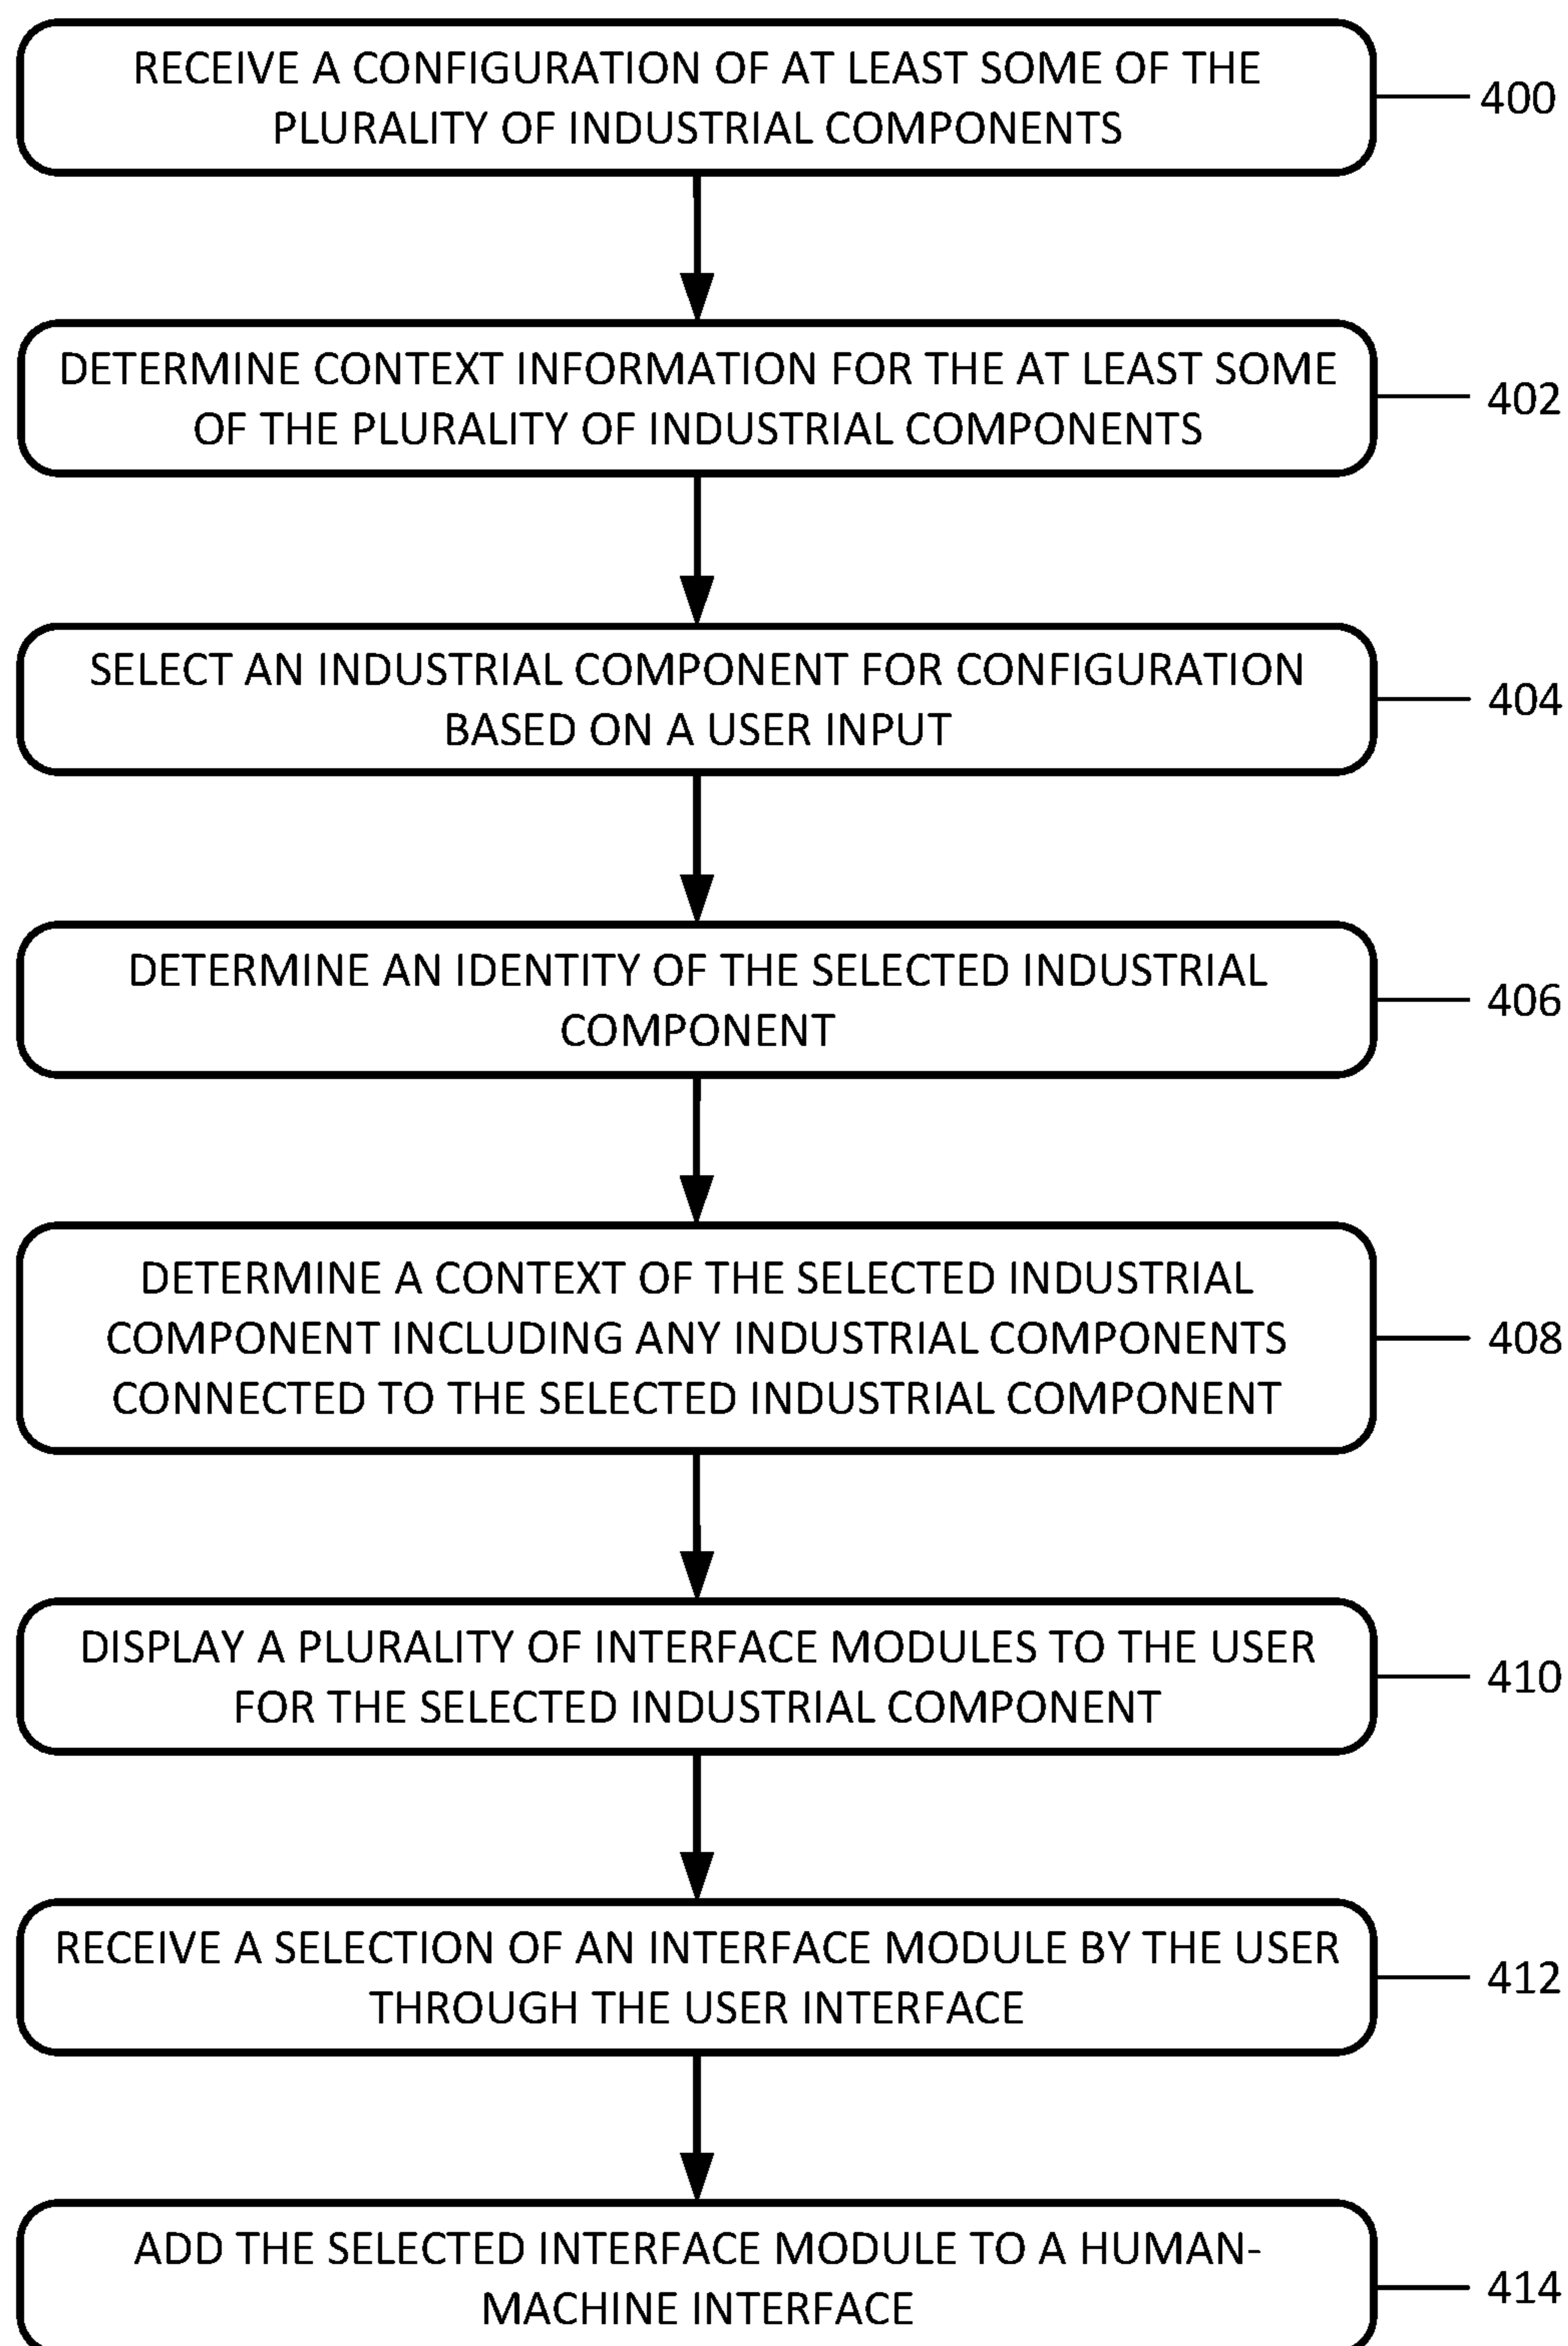 RECEIVE A CONFIGURATION OF AT LEAST SOME OF THE
PLURALITY OF INDUSTRIAL COMPONENTS
400
DETERMINE CONTEXT INFORMATION FOR THE AT LEAST SOME
OF THE PLURALITY OF INDUSTRIAL COMPONENTS
402
SELECT AN INDUSTRIAL COMPONENT FOR CONFIGURATION
BASED ON A USER INPUT
404
DETERMINE AN IDENTITY OF THE SELECTED INDUSTRIAL
COMPONENT
406
DETERMINE A CONTEXT OF THE SELECTED INDUSTRIAL
COMPONENT INCLUDING ANY INDUSTRIAL COMPONENTS
CONNECTED TO THE SELECTED INDUSTRIAL COMPONENT
408
DISPLAY A PLURALITY OF INTERFACE MODULES TO THE USER
FOR THE SELECTED INDUSTRIAL COMPONENT
410
RECEIVE A SELECTION OF AN INTERFACE MODULE BY THE USER
THROUGH THE USER INTERFACE
412
ADD THE SELECTED INTERFACE MODULE TO A HUMAN-
MACHINE INTERFACE
414